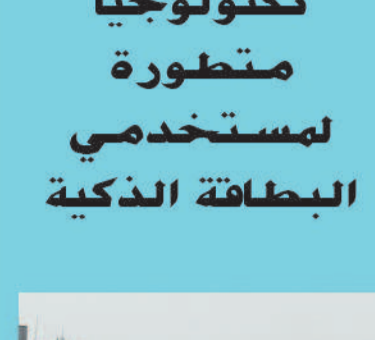 تكنولوجيا
متطورة
لمستخدمي
البطاقة الذكية